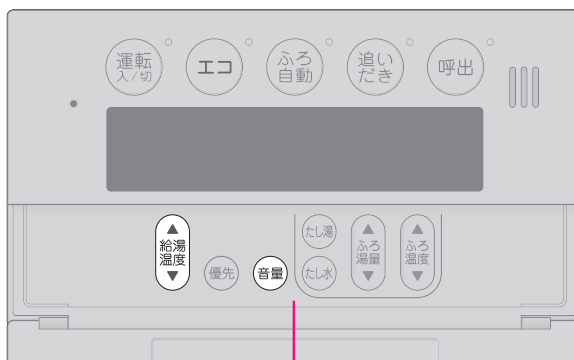 運転
入/切
エコ
ふろ
自動
追い
だき
呼出
▲
給湯
温度
▼
優先
音量
たし湯
たし水
▲
ふろ
湯量
▼
▲
ふろ
温度
▼